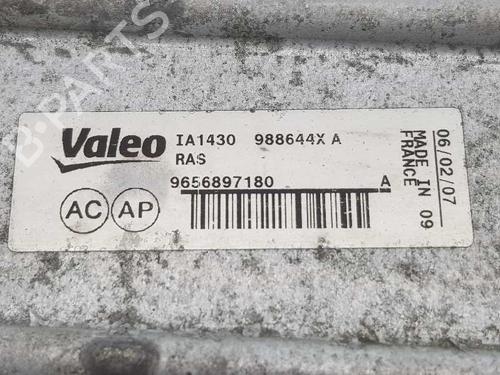 Valeo
IA1430 988644X A
RAS
9656897180 A
AC AP
06/02/07
MADE IN 09
FRANCE
B-PARTS